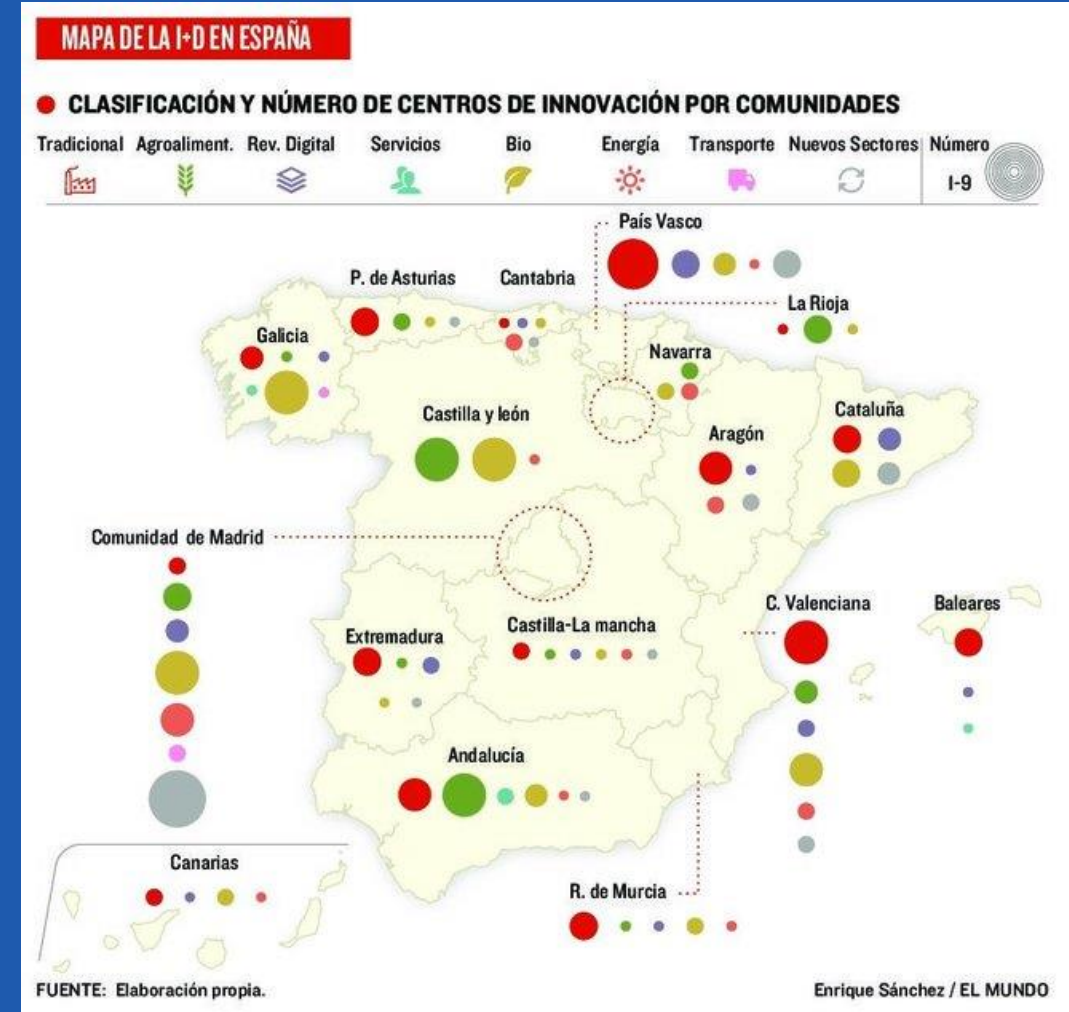 MAPA DE LA I+D EN ESPAÑA
CLASIFICACIÓN Y NÚMERO DE CENTROS DE INNOVACIÓN POR COMUNIDADES
Tradicional Agroaliment. Rev. Digital Servicios Bio Energía Transporte Nuevos Sectores Número
1-9
País Vasco
P. de Asturias
Cantabria
La Rioja
Galicia
Navarra
Castilla y león
Cataluña
Aragón
Comunidad de Madrid
C. Valenciana
Baleares
Castilla-La mancha
Extremadura
Andalucía
Canarias
R. de Murcia
FUENTE: Elaboración propia.
Enrique Sánchez / EL MUNDO